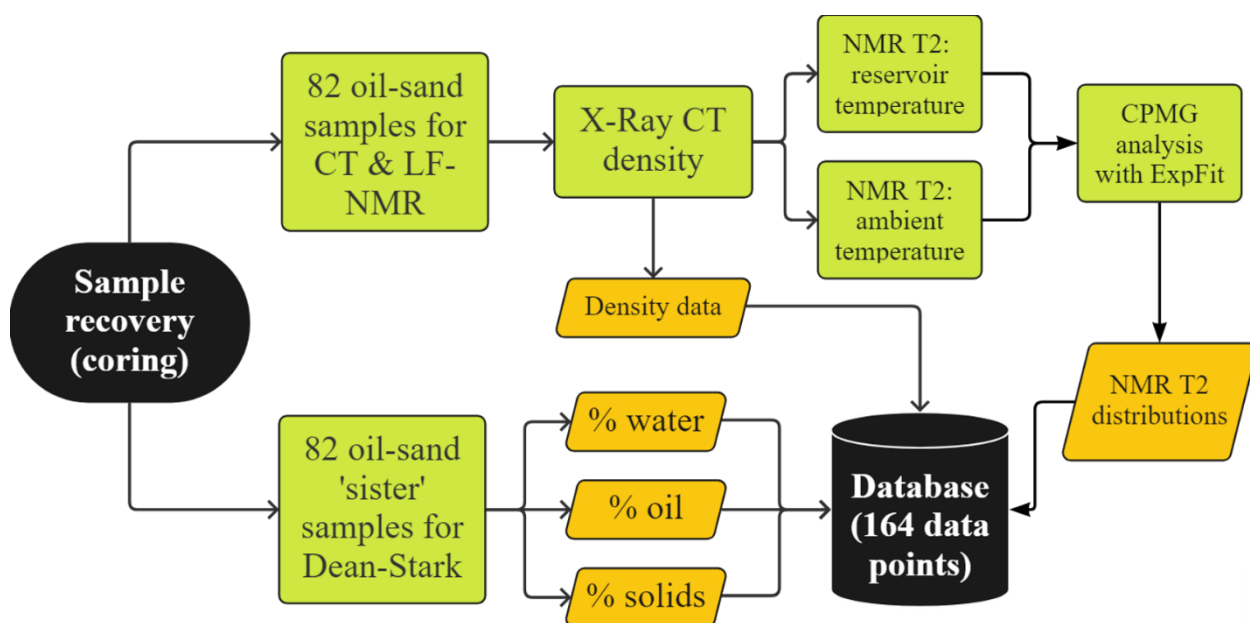 Sample
recovery
(coring)
82 oil-sand
samples for
CT & LF-
NMR
X-Ray CT
density
NMR T2:
reservoir
temperature
NMR T2:
ambient
temperature
CPMG
analysis
with ExpFit
Density data
NMR T2
distributions
82 oil-sand
'sister'
samples for
Dean-Stark
% water
% oil
% solids
Database
(164 data
points)